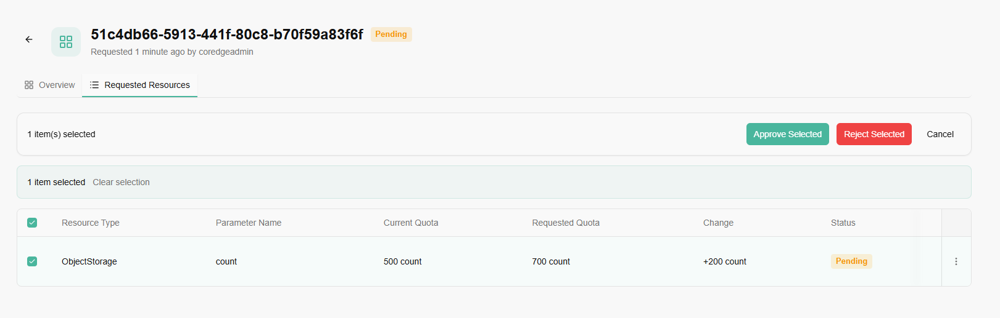 51c4db66-5913-441f-80c8-b70f59a83f6f Pending
Requested 1 minute ago by coredgeadmin
Overview Requested Resources
1 item(s) selected Approve Selected Reject Selected Cancel
1 item selected Clear selection
Resource Type Parameter Name Current Quota Requested Quota Change Status
ObjectStorage count 500 count 700 count +200 count Pending